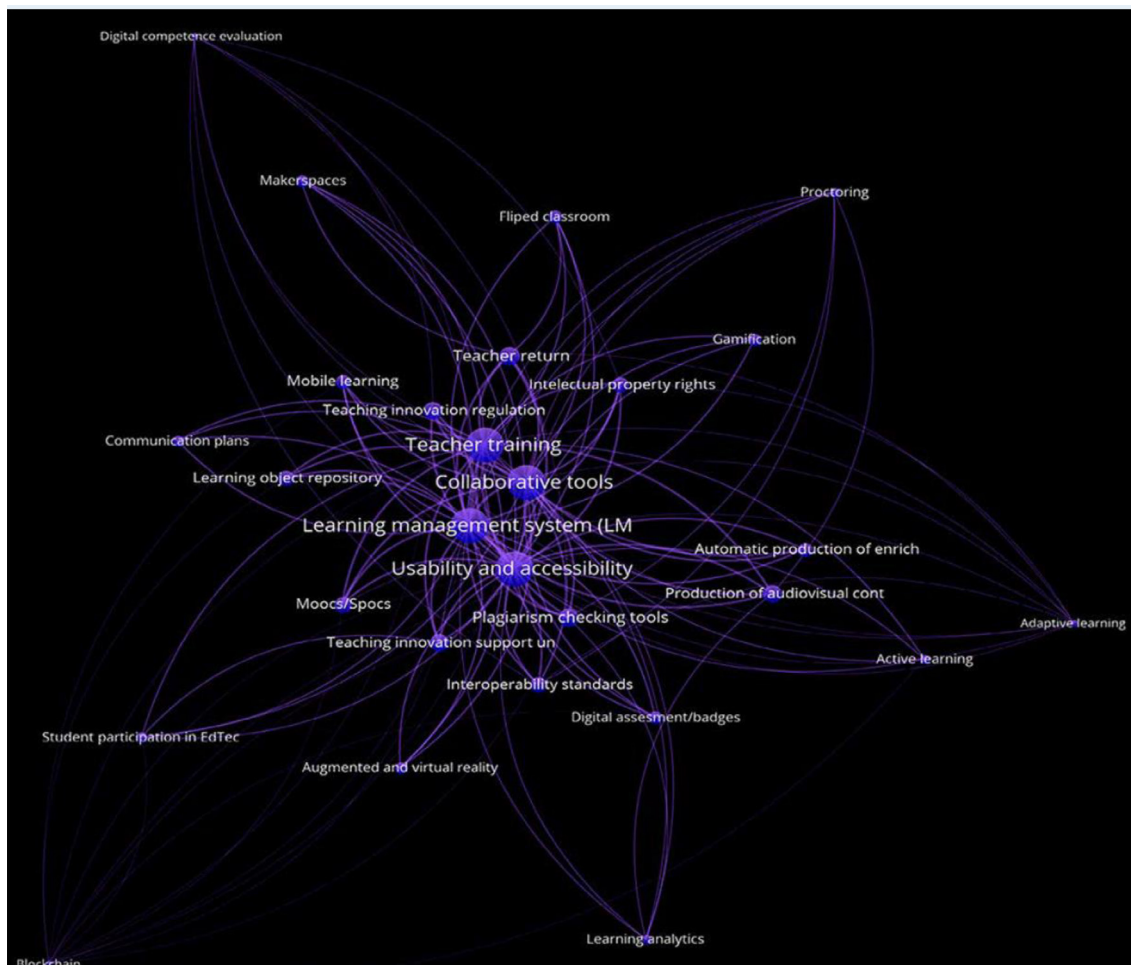 Digital competence evaluation
Makerspaces
Proctoring
Fliped classroom
Gamification
Teacher return
Mobile learning
Intelectual property rights
Teaching innovation regulation
Communication plans
Teacher training
Learning object repository
Collaborative tools
Learning management system (LM
Automatic production of enrich
Usability and accessibility
Production of audiovisual cont
Moocs/Spocs
Plagiarism checking tools
Adaptive learning
Teaching innovation support un
Active learning
Interoperability standards
Digital assesment/badges
Student participation in EdTec
Augmented and virtual reality
Learning analytics
Blockchain